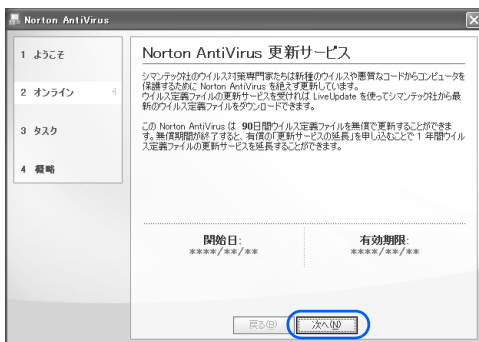 Norton AntiVirus
1 ようこそ
2 オンライン
3 タスク
4 概略
Norton AntiVirus 更新サービス
シマンテック社のウイルス対策専門家たちは新種のウイルスや悪質なコードからコンピュータを
保護するために Norton AntiVirus を絶えず更新しています。
ウイルス定義ファイルの更新サービスを受ければ LiveUpdate を使ってシマンテック社から最
新のウイルス定義ファイルをダウンロードできます。
この Norton AntiVirus は 90日間ウイルス定義ファイルを無償で更新することができま
す。無償期間が終了すると、有償の「更新サービスの延長」を申し込むことで 1 年間ウイル
ス定義ファイルの更新サービスを延長することができます。
開始日:
****/**/**
有効期限:
****/**/**
戻る(B)
次へ(N)